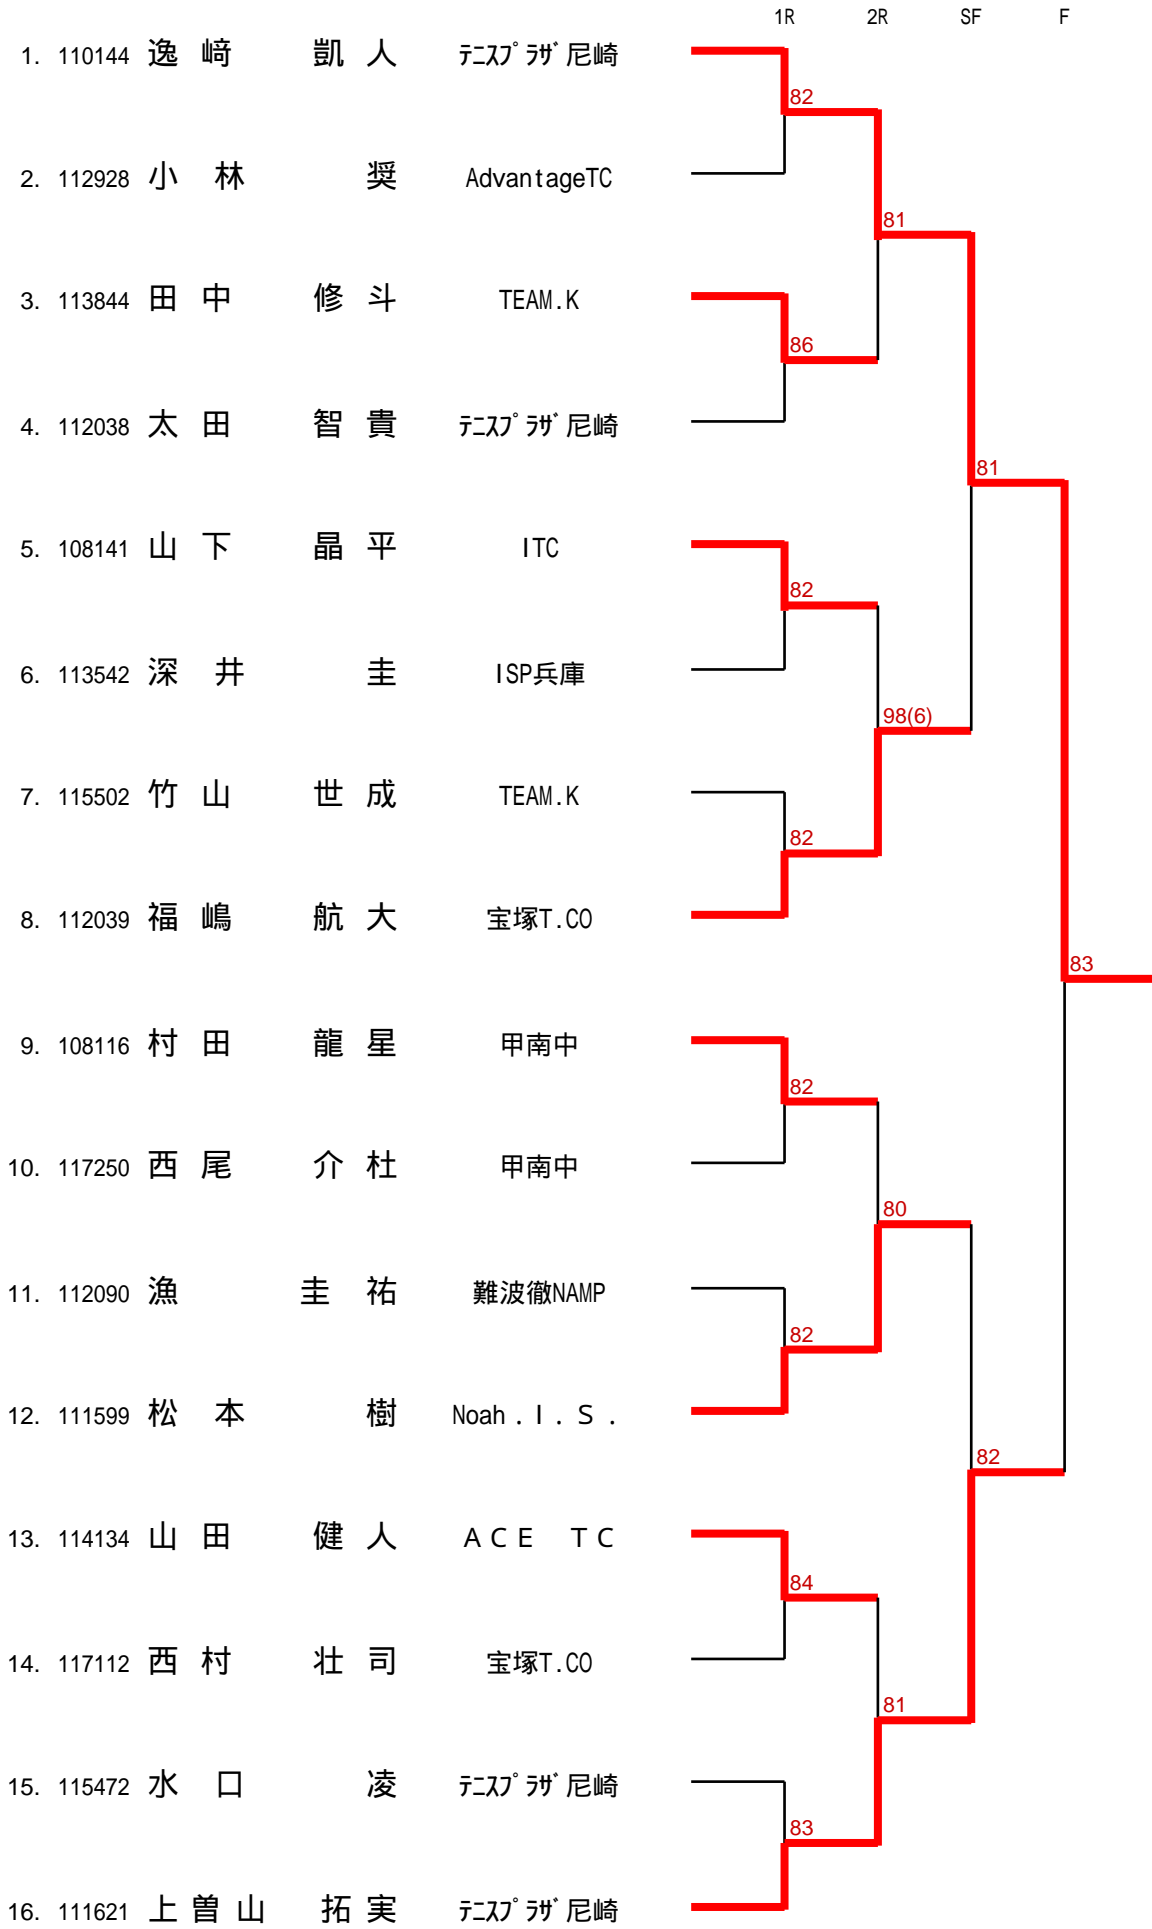 1R 2R SF F
1. 110144 逸﨑 凱人 ﾃﾆｽﾌﾟﾗｻﾞ尼崎
82
2. 112928 小林 奨 AdvantageTC
81
3. 113844 田中 修斗 TEAM.K
86
4. 112038 太田 智貴 ﾃﾆｽﾌﾟﾗｻﾞ尼崎
81
5. 108141 山下 晶平 ITC
82
6. 113542 深井 圭 ISP兵庫
98(6)
7. 115502 竹山 世成 TEAM.K
82
8. 112039 福嶋 航大 宝塚T.CO
83
9. 108116 村田 龍星 甲南中
82
10. 117250 西尾 介杜 甲南中
80
11. 112090 漁 圭祐 難波徹NAMP
82
12. 111599 松本 樹 Noah．Ｉ．Ｓ．
82
13. 114134 山田 健人 ＡＣＥ ＴＣ
84
14. 117112 西村 壮司 宝塚T.CO
81
15. 115472 水口 凌 ﾃﾆｽﾌﾟﾗｻﾞ尼崎
83
16. 111621 上曽山 拓実 ﾃﾆｽﾌﾟﾗｻﾞ尼崎